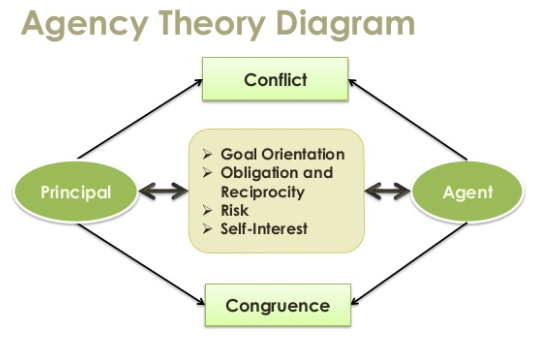 Agency Theory Diagram
Conflict
Principal
➢ Goal Orientation
➢ Obligation and
Reciprocity
➢ Risk
➢ Self-Interest
Agent
Congruence